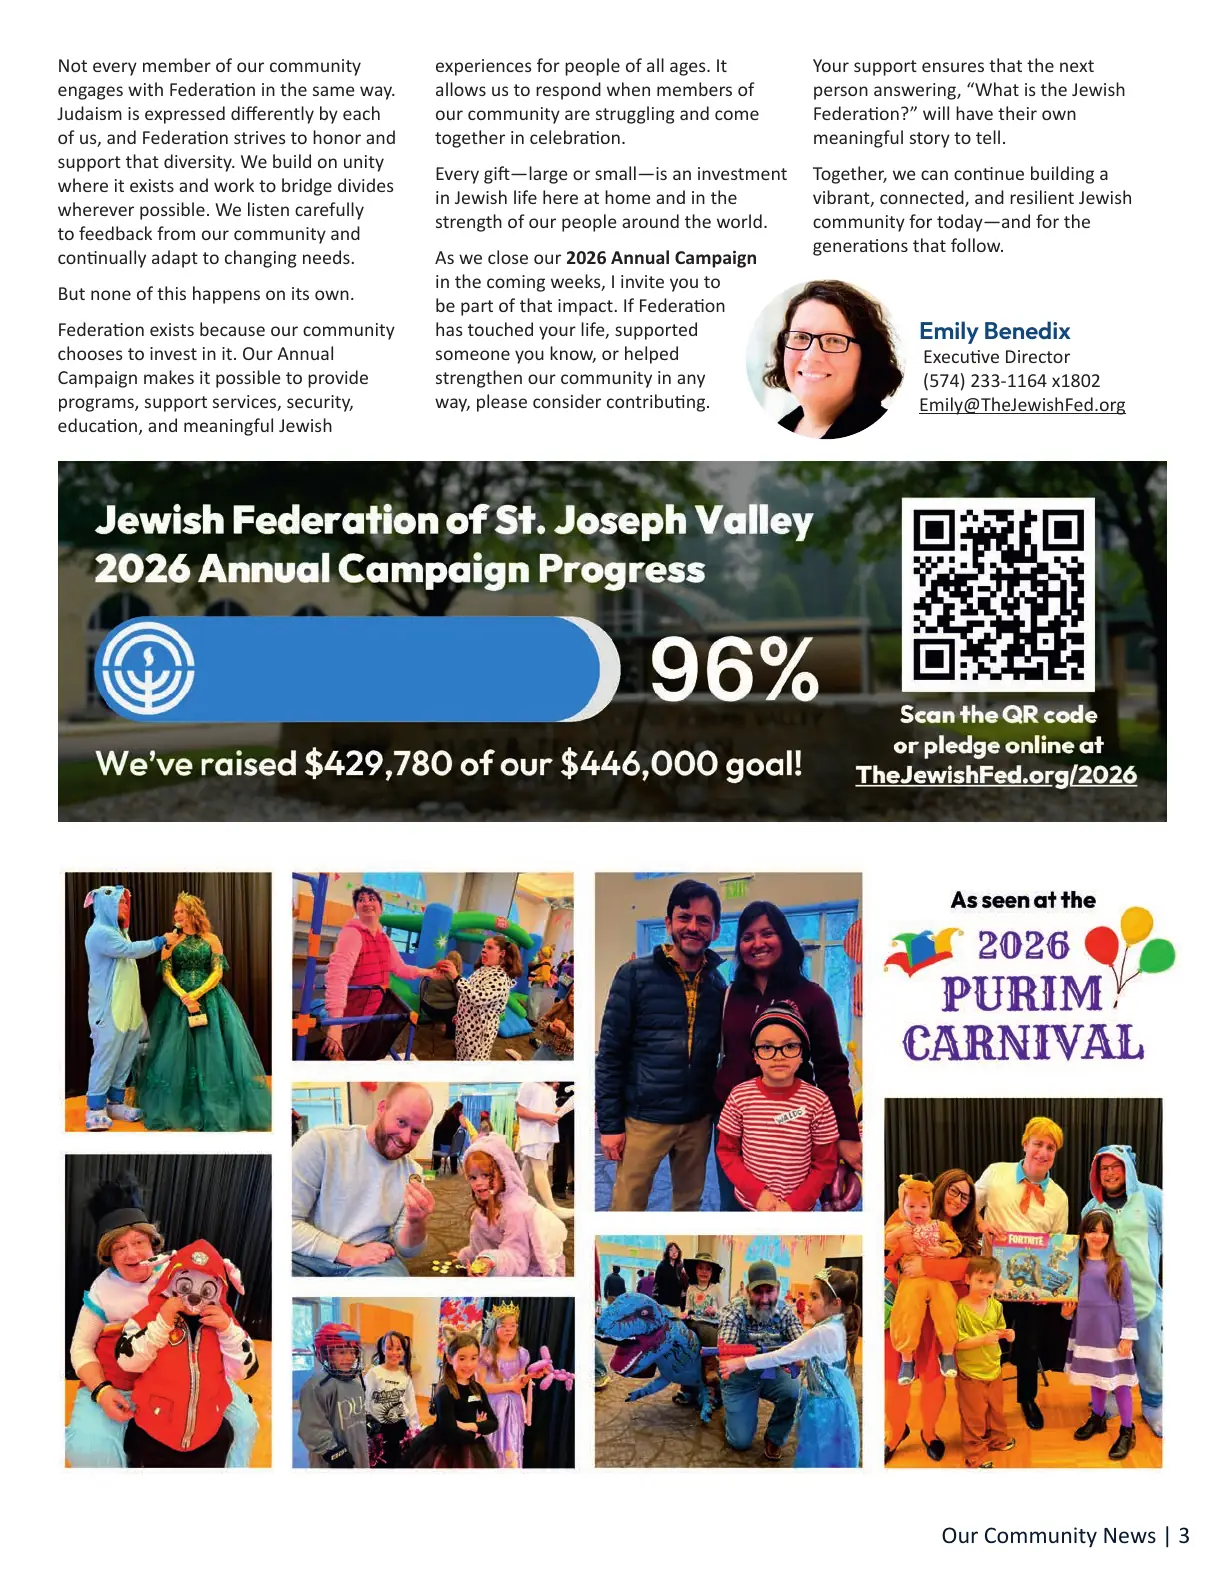 Not every member of our community
engages with Federation in the same way.
Judaism is expressed differently by each
of us, and Federation strives to honor and
support that diversity. We build on unity
where it exists and work to bridge divides
wherever possible. We listen carefully
to feedback from our community and
continually adapt to changing needs.
But none of this happens on its own.
Federation exists because our community
chooses to invest in it. Our Annual
Campaign makes it possible to provide
programs, support services, security,
education, and meaningful Jewish
experiences for people of all ages. It
allows us to respond when members of
our community are struggling and come
together in celebration.
Every gift—large or small—is an investment
in Jewish life here at home and in the
strength of our people around the world.
As we close our 2026 Annual Campaign
in the coming weeks, I invite you to
be part of that impact. If Federation
has touched your life, supported
someone you know, or helped
strengthen our community in any
way, please consider contributing.
Your support ensures that the next
person answering, “What is the Jewish
Federation?” will have their own
meaningful story to tell.
Together, we can continue building a
vibrant, connected, and resilient Jewish
community for today—and for the
generations that follow.
Emily Benedix
Executive Director
(574) 233-1164 x1802
Emily@TheJewishFed.org
Jewish Federation of St. Joseph Valley
2026 Annual Campaign Progress
96%
We’ve raised $429,780 of our $446,000 goal!
Scan the QR code
or pledge online at
TheJewishFed.org/2026
As seen at the
2026
PURIM
CARNIVAL
EXIT
WALDO
FORTNITE
Our Community News | 3